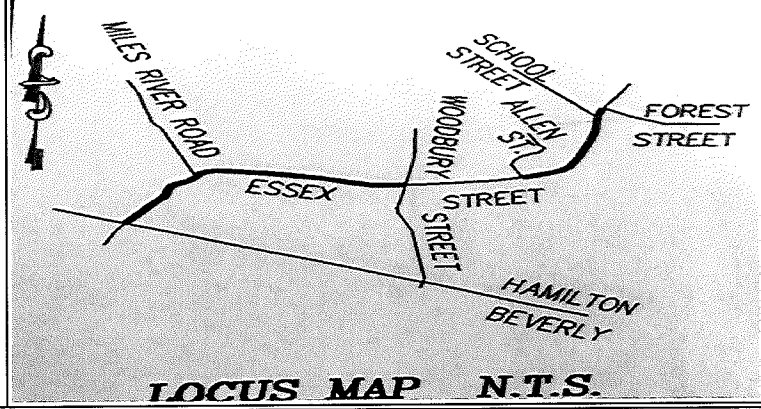 MILES RIVER ROAD
SCHOOL
STREET
ALLEN
ST.
FOREST
STREET
WOODBURY
STREET
ESSEX
STREET
HAMILTON
BEVERLY
LOCUS MAP N.T.S.